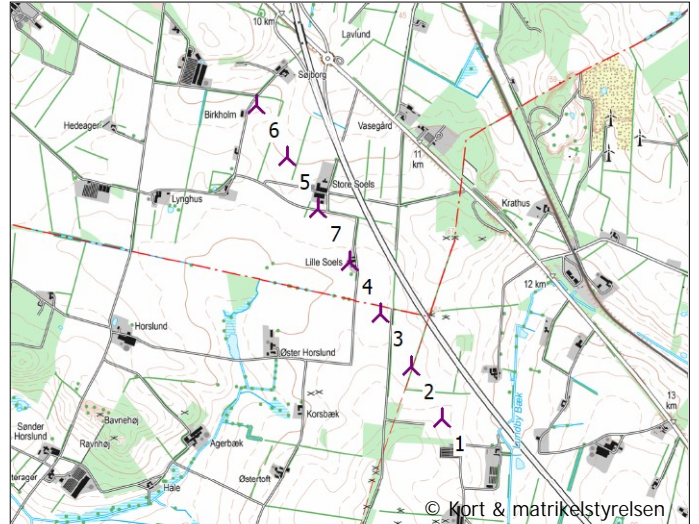 10 km
Lavlund
Søjborg
Birkholm
Hedeager
6
Vasegård
11
km
5
Store Soels
Lynghus
Krathus
7
Lille Soels
4
12 km
Horslund
3
Øster Horslund
2
13
km
Bavnehøj
Korsbæk
Sønder
Horslund
Ravnhøj
Agerbæk
1
Hale
Østertoft
terager
© Kort & matrikelstyrelsen